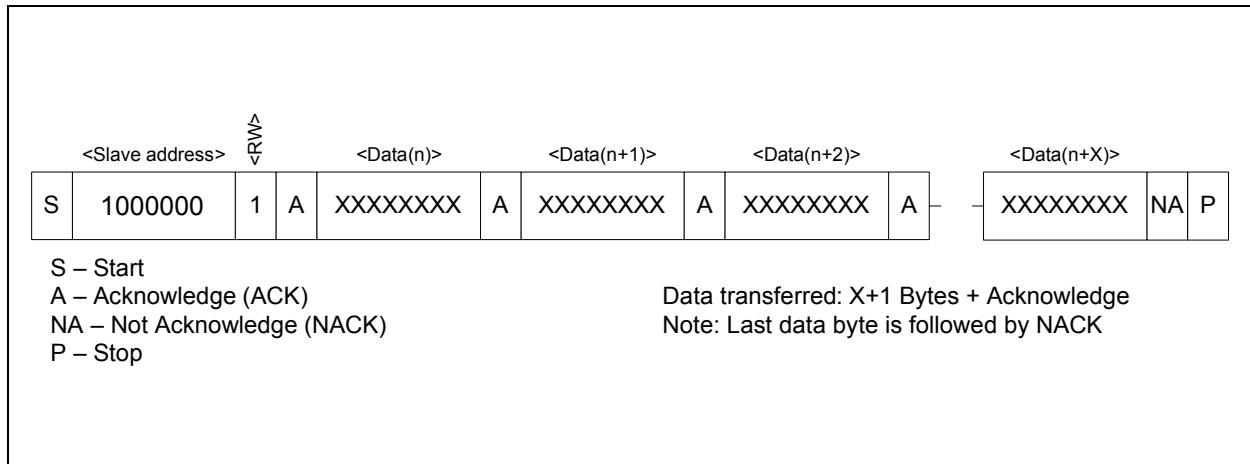 <Slave address> <RW> <Data(n)> <Data(n+1)> <Data(n+2)> <Data(n+X)>
S 1000000 1 A XXXXXXXX A XXXXXXXX A XXXXXXXX A XXXXXXXX NA P
S – Start
A – Acknowledge (ACK)
NA – Not Acknowledge (NACK)
P – Stop
Data transferred: X+1 Bytes + Acknowledge
Note: Last data byte is followed by NACK